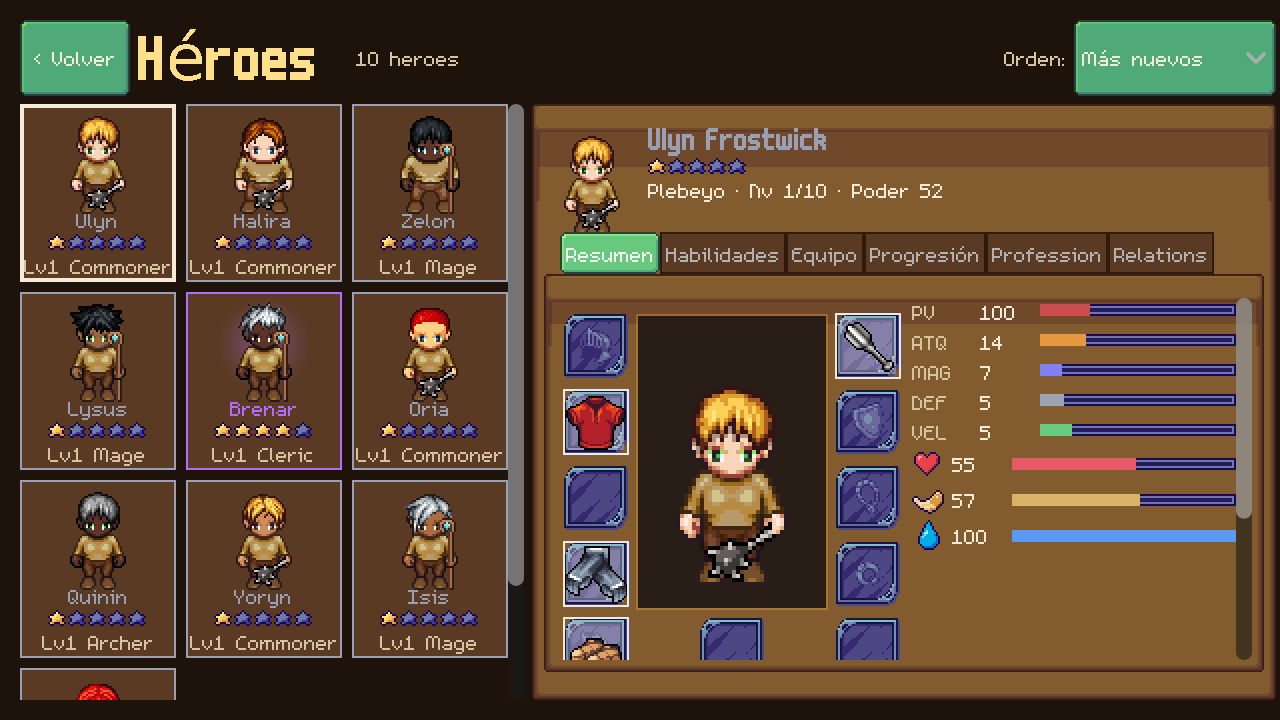 < Volver
Héroes
10 heroes
Orden:
Más nuevos
Ulyn
Lv1 Commoner
Halira
Lv1 Commoner
Zelon
Lv1 Mage
Lysus
Lv1 Mage
Brenar
Lv1 Cleric
Oria
Lv1 Commoner
Quinin
Lv1 Archer
Yoryn
Lv1 Commoner
Isis
Lv1 Mage
Ulyn Frostwick
Plebeyo · Nv 1/10 · Poder 52
Resumen
Habilidades
Equipo
Progresión
Profession
Relations
PV 100
ATQ 14
MAG 7
DEF 5
VEL 5
55
57
100